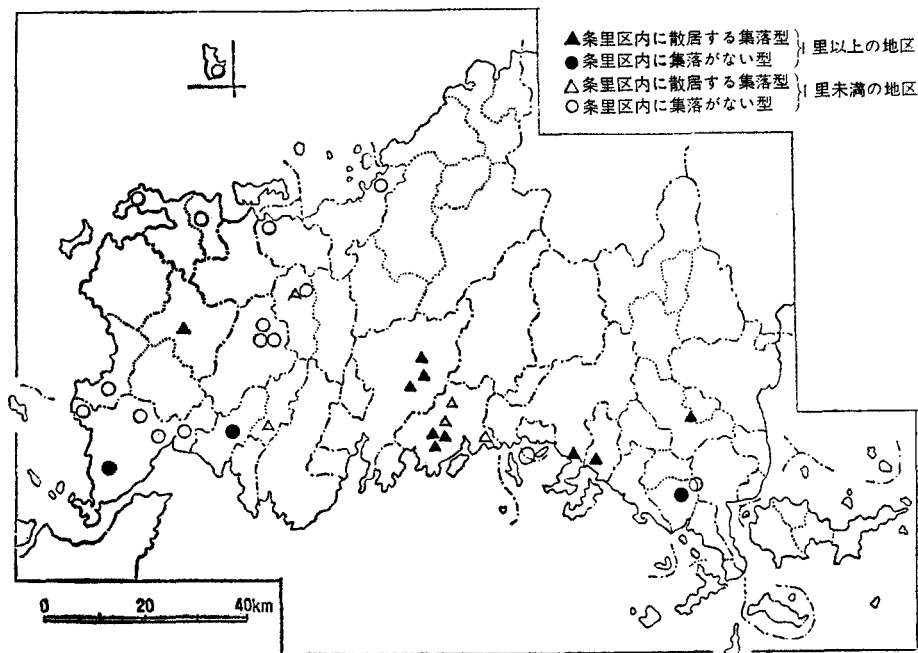 ▲条里区内に散居する集落型
●条里区内に集落がない型
}1里以上の地区
△条里区内に散居する集落型
○条里区内に集落がない型
}1里未満の地区
0 20 40km